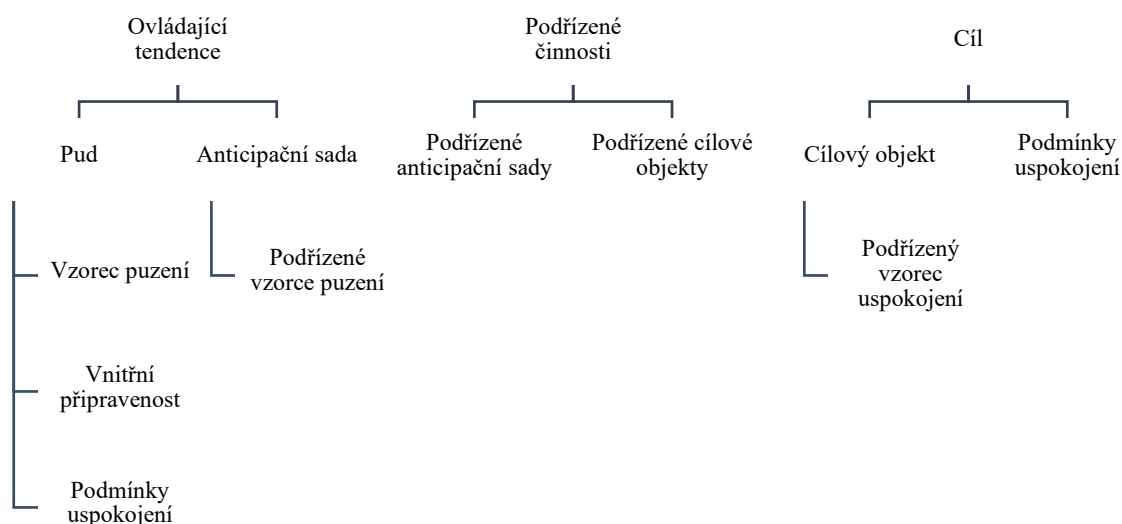 Ovládající
tendence
Podřízené
činnosti
Cíl
Pud
Anticipační sada
Podřízené
anticipační sady
Podřízené cílové
objekty
Cílový objekt
Podmínky
uspokojení
Vzorec puzení
Podřízené
vzorce puzení
Podřízený
vzorec
uspokojení
Vnitřní
připravenost
Podmínky
uspokojení